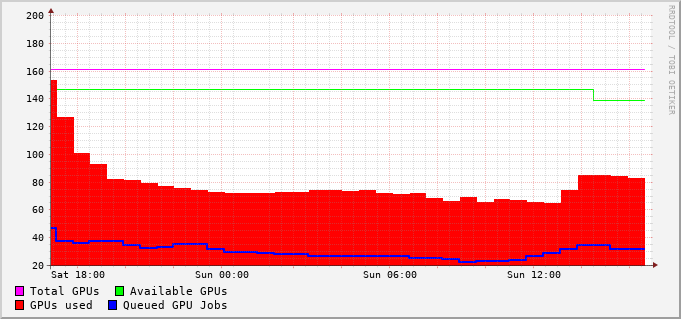 200
180
160
140
120
100
80
60
40
20
Sat 18:00 Sun 00:00 Sun 06:00 Sun 12:00
Total GPUs Available GPUs
GPUs used Queued GPU Jobs
RRDTOOL / TOBI OETIKER